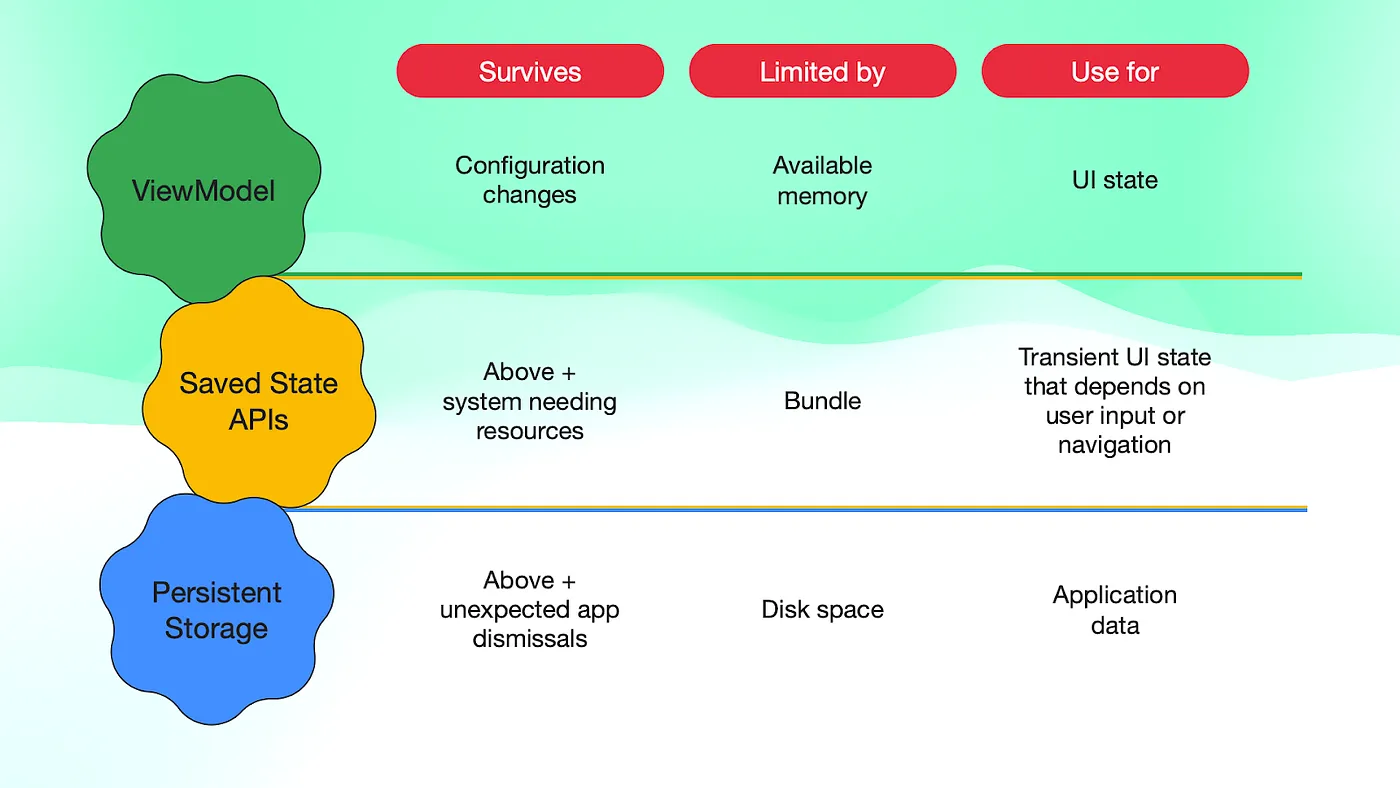 Survives
Limited by
Use for
ViewModel
Configuration
changes
Available
memory
UI state
Saved State
APIs
Above +
system needing
resources
Bundle
Transient UI state
that depends on
user input or
navigation
Persistent
Storage
Above +
unexpected app
dismissals
Disk space
Application
data